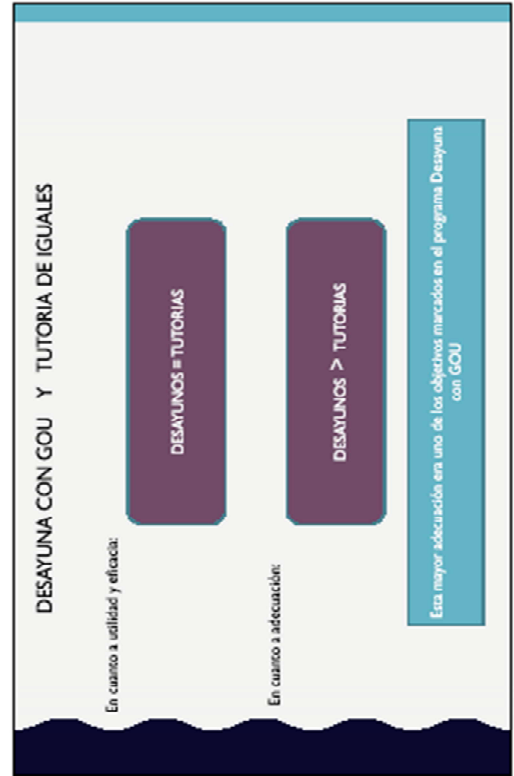 DESAYUNA CON GOU Y TUTORIA DE IGUALES
En cuanto a utilidad y eficacia:
DESAYUNOS = TUTORIAS
En cuanto a adecuación:
DESAYUNOS > TUTORIAS
Esta mayor adecuación era uno de los objetivos marcados en el programa Desayuna
con GOU